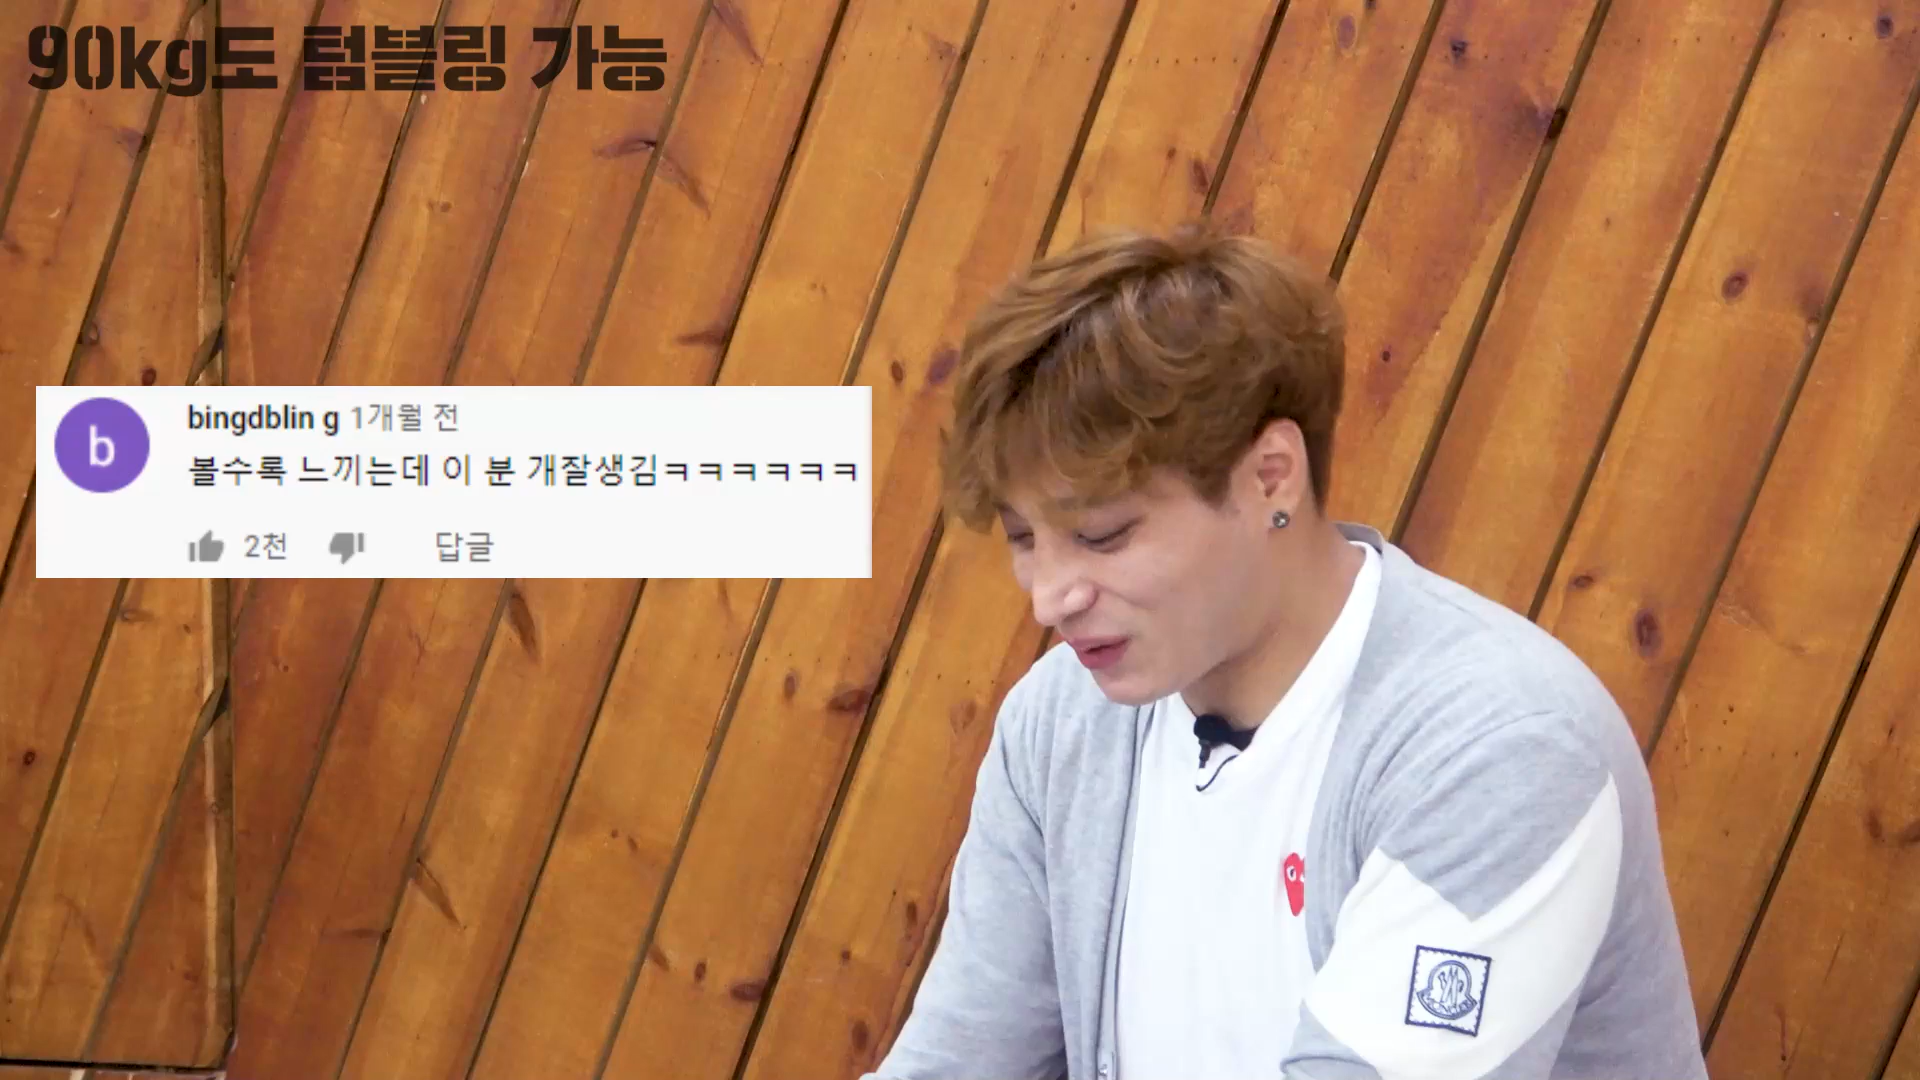 90kg도 텀블링 가능
b
bingdblin g 1개월 전
볼수록 느끼는데 이 분 개잘생김ㅋㅋㅋㅋㅋㅋ
2천 답글